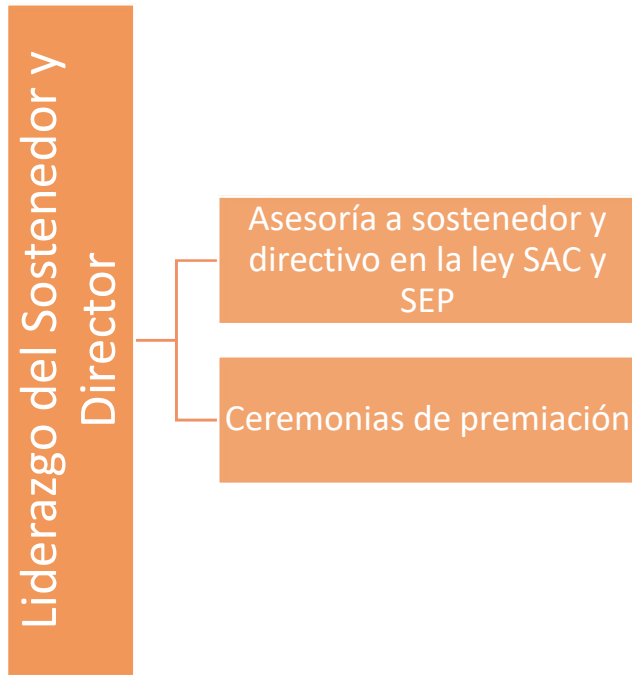 Liderazgo del Sostenedor y
Director
Asesoría a sostenedor y
directivo en la ley SAC y
SEP
Ceremonias de premiación